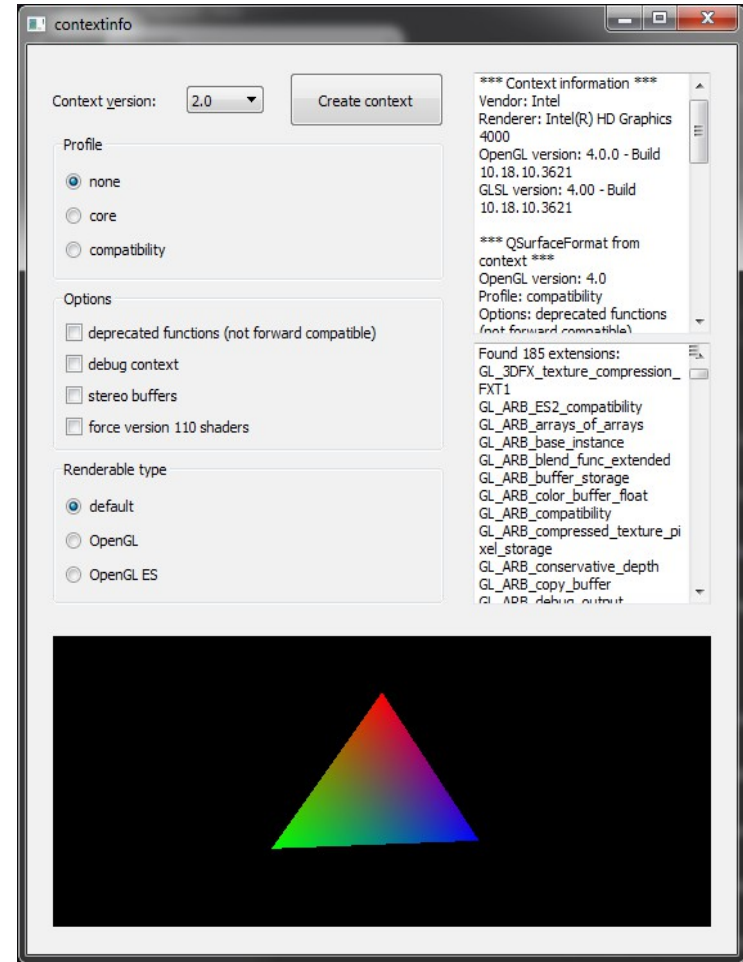 contextinfo
Context version:
2.0
Create context
Profile
none
core
compatibility
Options
deprecated functions (not forward compatible)
debug context
stereo buffers
force version 110 shaders
Renderable type
default
OpenGL
OpenGL ES
*** Context information ***
Vendor: Intel
Renderer: Intel(R) HD Graphics
4000
OpenGL version: 4.0.0 - Build
10.18.10.3621
GLSL version: 4.00 - Build
10.18.10.3621
*** QSurfaceFormat from
context ***
OpenGL version: 4.0
Profile: compatibility
Options: deprecated functions
(not forward compatible)
Found 185 extensions:
GL_3DFX_texture_compression_
FXT1
GL_ARB_ES2_compatibility
GL_ARB_arrays_of_arrays
GL_ARB_base_instance
GL_ARB_blend_func_extended
GL_ARB_buffer_storage
GL_ARB_color_buffer_float
GL_ARB_compatibility
GL_ARB_compressed_texture_pi
xel_storage
GL_ARB_conservative_depth
GL_ARB_copy_buffer
GL_ARB_debug_output